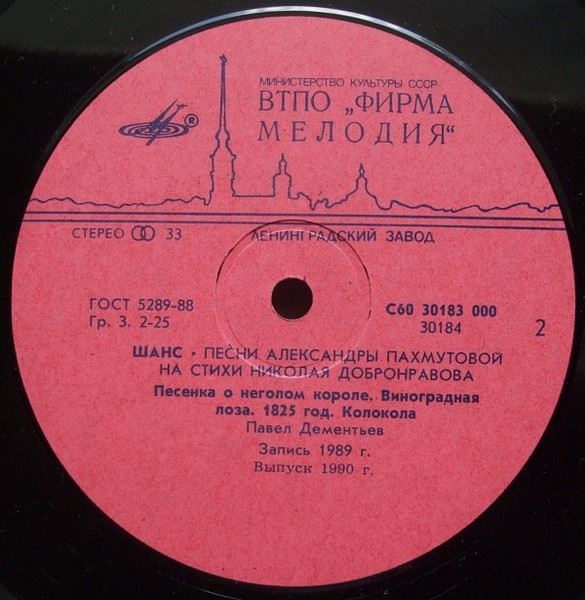 МИНИСТЕРСТВО КУЛЬТУРЫ СССР
ВТПО „ФИРМА
МЕЛОДИЯ“
®
СТЕРЕО 33
ЛЕНИНГРАДСКИЙ ЗАВОД
ГОСТ 5289-88
Гр. 3. 2-25
С60 30183 000
30184
2
ШАНС • ПЕСНИ АЛЕКСАНДРЫ ПАХМУТОВОЙ
НА СТИХИ НИКОЛАЯ ДОБРОНРАВОВА
Песенка о неголом короле. Виноградная
лоза. 1825 год. Колокола
Павел Дементьев
Запись 1989 г.
Выпуск 1990 г.